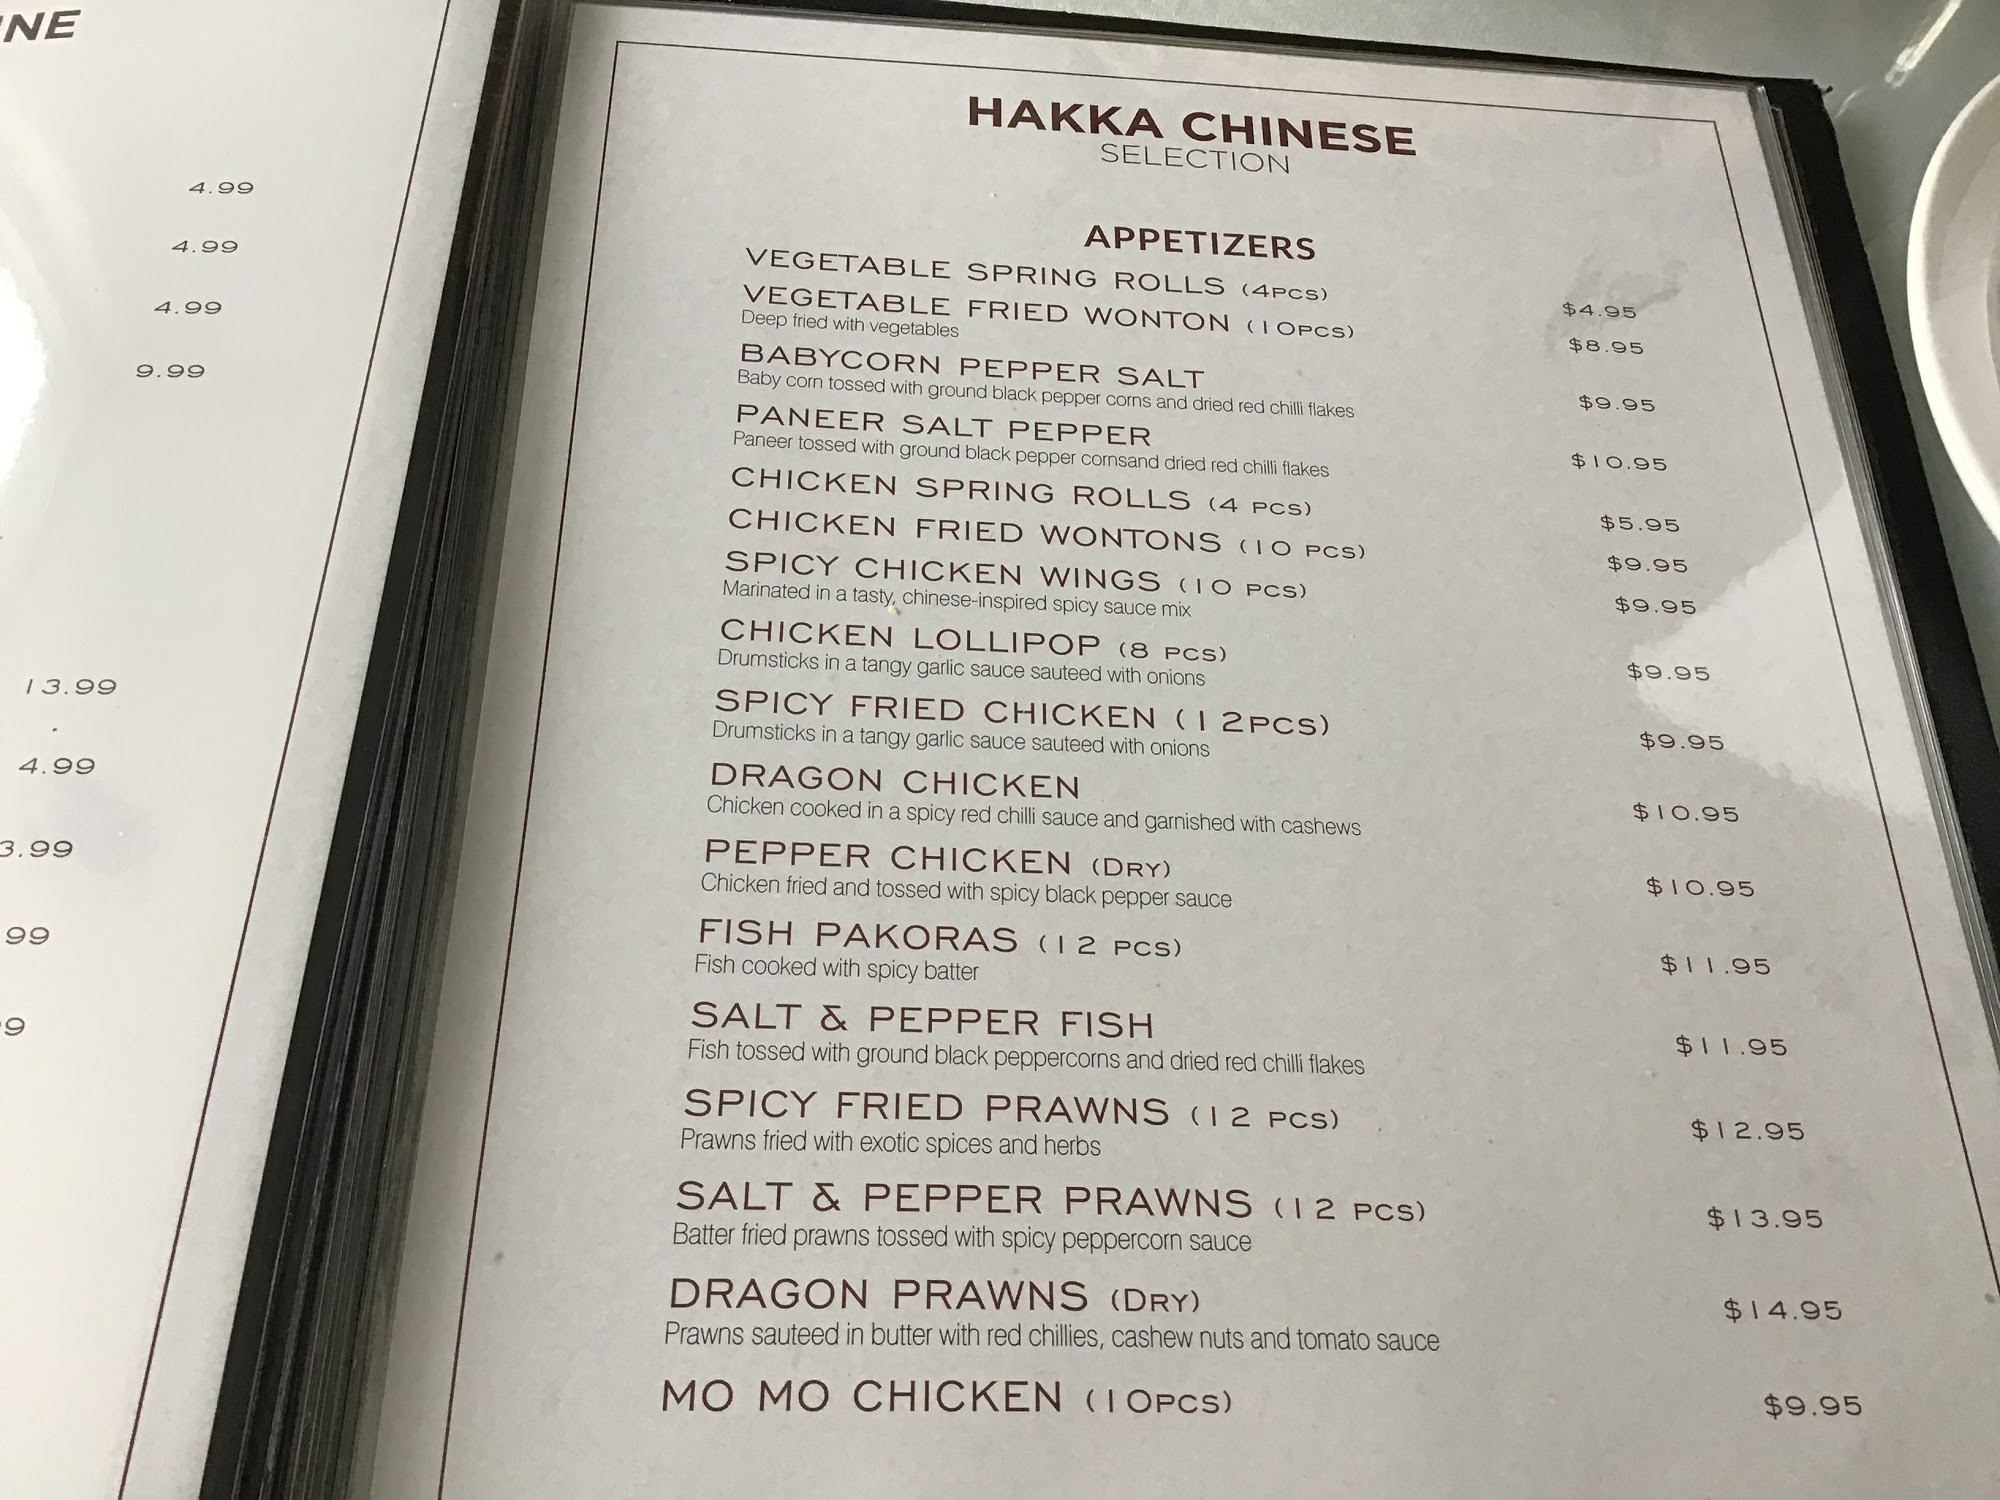 NE
4.99
4.99
4.99
9.99
13.99
4.99
3.99
99
9
HAKKA CHINESE
SELECTION
APPETIZERS
VEGETABLE SPRING ROLLS (4PCS) $4.95
VEGETABLE FRIED WONTON (10PCS) $8.95
Deep fried with vegetables
BABYCORN PEPPER SALT $9.95
Baby corn tossed with ground black pepper corns and dried red chilli flakes
PANEER SALT PEPPER $10.95
Paneer tossed with ground black pepper cornsand dried red chilli flakes
CHICKEN SPRING ROLLS (4 PCS) $5.95
CHICKEN FRIED WONTONS (10 PCS) $9.95
SPICY CHICKEN WINGS (10 PCS) $9.95
Marinated in a tasty, chinese-inspired spicy sauce mix
CHICKEN LOLLIPOP (8 PCS) $9.95
Drumsticks in a tangy garlic sauce sauteed with onions
SPICY FRIED CHICKEN (12PCS) $9.95
Drumsticks in a tangy garlic sauce sauteed with onions
DRAGON CHICKEN $10.95
Chicken cooked in a spicy red chilli sauce and garnished with cashews
PEPPER CHICKEN (DRY) $10.95
Chicken fried and tossed with spicy black pepper sauce
FISH PAKORAS (12 PCS) $11.95
Fish cooked with spicy batter
SALT & PEPPER FISH $11.95
Fish tossed with ground black peppercorns and dried red chilli flakes
SPICY FRIED PRAWNS (12 PCS) $12.95
Prawns fried with exotic spices and herbs
SALT & PEPPER PRAWNS (12 PCS) $13.95
Batter fried prawns tossed with spicy peppercorn sauce
DRAGON PRAWNS (DRY) $14.95
Prawns sauteed in butter with red chillies, cashew nuts and tomato sauce
MO MO CHICKEN (10PCS) $9.95